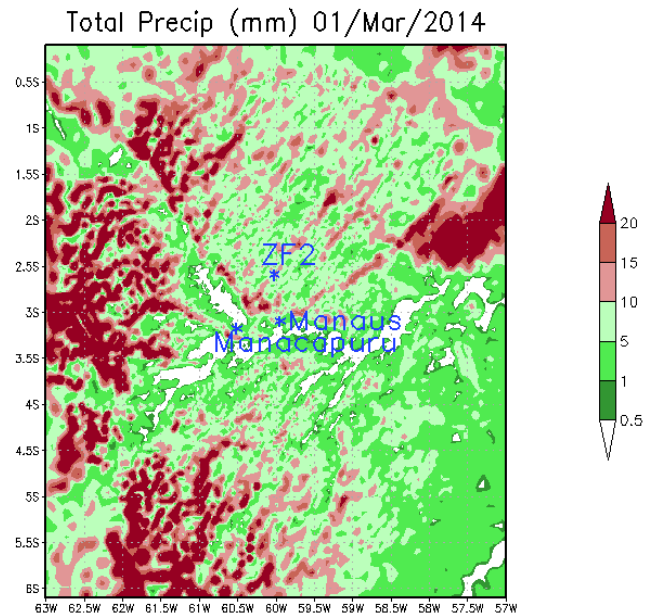 Total Precip (mm) 01/Mar/2014
0.5S
1S
1.5S
2S
2.5S
3S
3.5S
4S
4.5S
5S
5.5S
6S
63W 62.5W 62W 61.5W 61W 60.5W 60W 59.5W 59W 58.5W 58W 57.5W 57W
ZF2
Manaus
Manacapuru
20
15
10
5
1
0.5